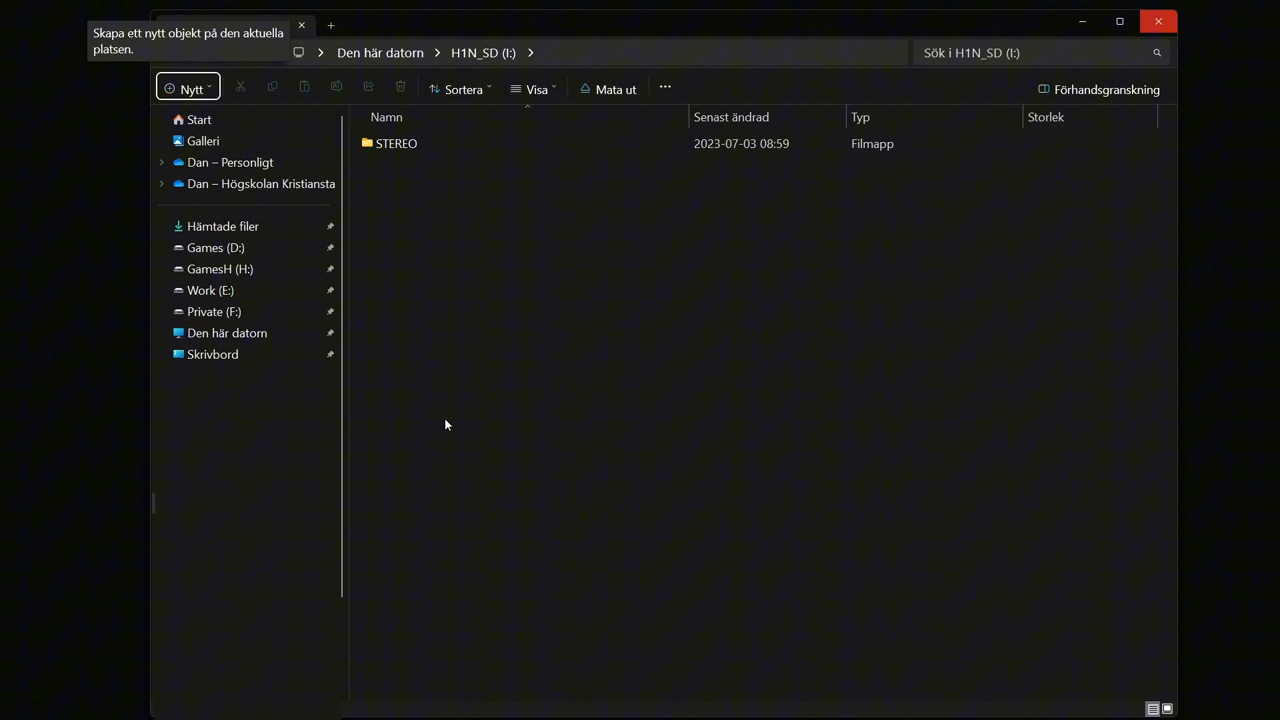 Skapa ett nytt objekt på den aktuella
platsen.
Den här datorn
H1N_SD (I:)
Sök i H1N_SD (I:)
Nytt
Sortera
Visa
Mata ut
Förhandsgranskning
Namn
Senast ändrad
Typ
Storlek
STEREO
2023-07-03 08:59
Filmapp
Start
Galleri
Dan – Personligt
Dan – Högskolan Kristiansta
Hämtade filer
Games (D:)
GamesH (H:)
Work (E:)
Private (F:)
Den här datorn
Skrivbord